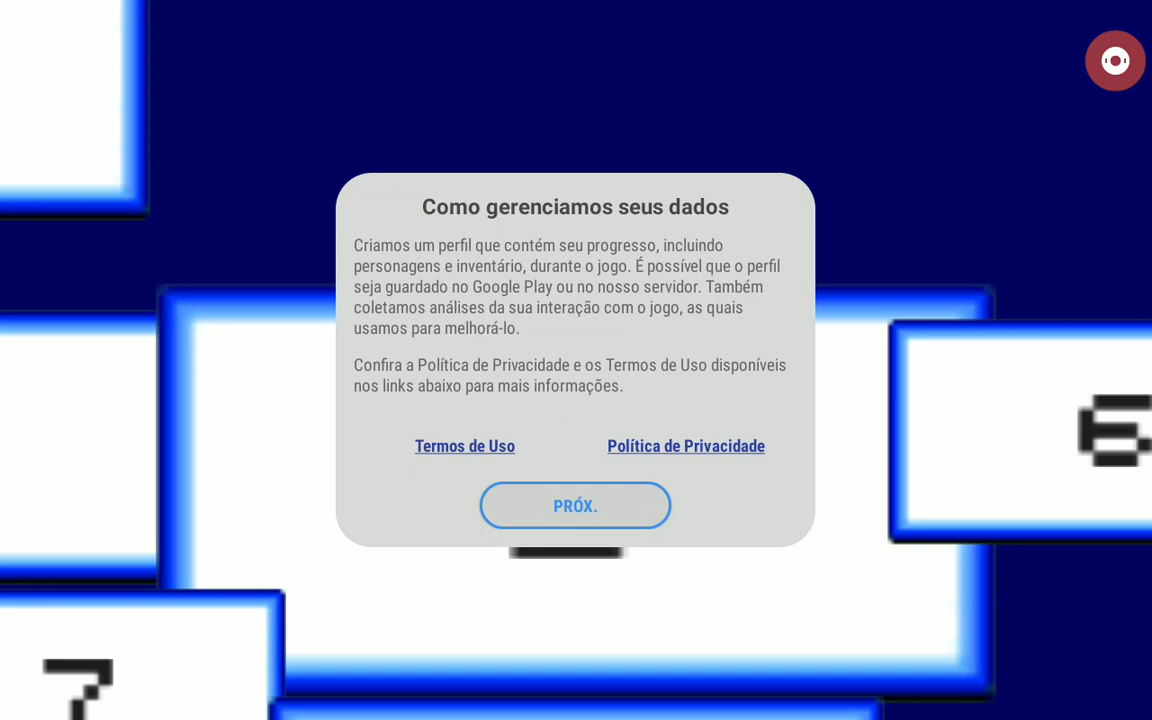 Como gerenciamos seus dados
Criamos um perfil que contém seu progresso, incluindo
personagens e inventário, durante o jogo. É possível que o perfil
seja guardado no Google Play ou no nosso servidor. Também
coletamos análises da sua interação com o jogo, as quais
usamos para melhorá-lo.
Confira a Política de Privacidade e os Termos de Uso disponíveis
nos links abaixo para mais informações.
6
Termos de Uso Política de Privacidade
PRÓX.
7